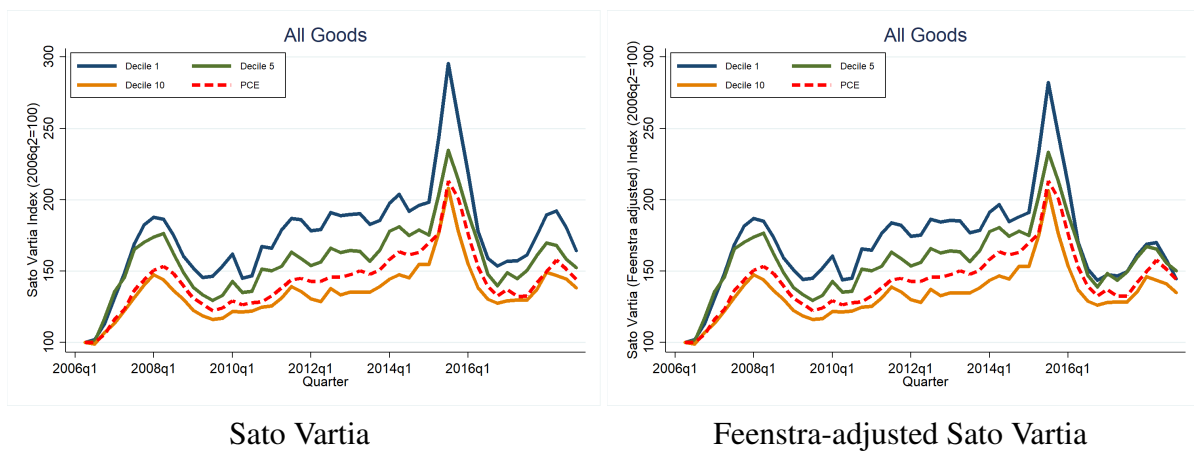 All Goods
Decile 1
Decile 5
Decile 10
PCE
Sato Vartia Index (2006q2=100)
300
250
200
150
100
2006q1 2008q1 2010q1 2012q1 2014q1 2016q1
Quarter
Sato Vartia
All Goods
Decile 1
Decile 5
Decile 10
PCE
Sato Vartia (Feenstra adjusted) Index (2006q2=100)
300
250
200
150
100
2006q1 2008q1 2010q1 2012q1 2014q1 2016q1
Quarter
Feenstra-adjusted Sato Vartia